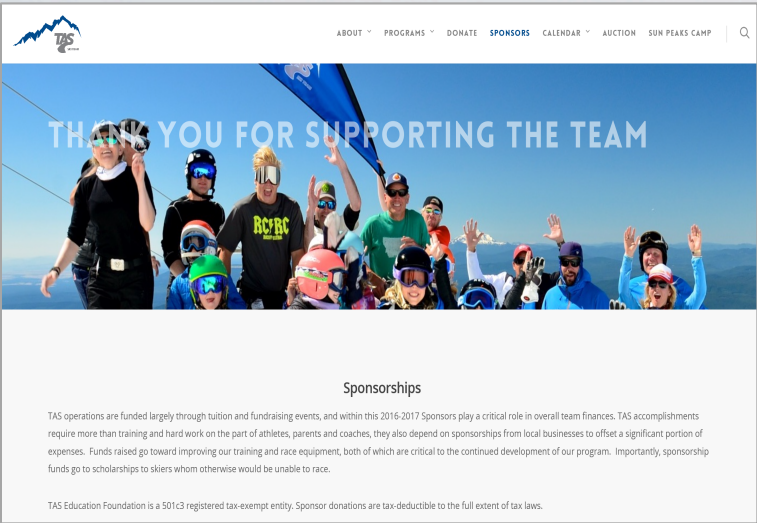 TAS
ABOUT PROGRAMS DONATE SPONSORS CALENDAR AUCTION SUN PEAKS CAMP
THANK YOU FOR SUPPORTING THE TEAM
RCRC
Sponsorships
TAS operations are funded largely through tuition and fundraising events, and within this 2016-2017 Sponsors play a critical role in overall team finances. TAS accomplishments
require more than training and hard work on the part of athletes, parents and coaches, they also depend on sponsorships from local businesses to offset a significant portion of
expenses. Funds raised go toward improving our training and race equipment, both of which are critical to the continued development of our program. Importantly, sponsorship
funds go to scholarships to skiers whom otherwise would be unable to race.
TAS Education Foundation is a 501c3 registered tax-exempt entity. Sponsor donations are tax-deductible to the full extent of tax laws.